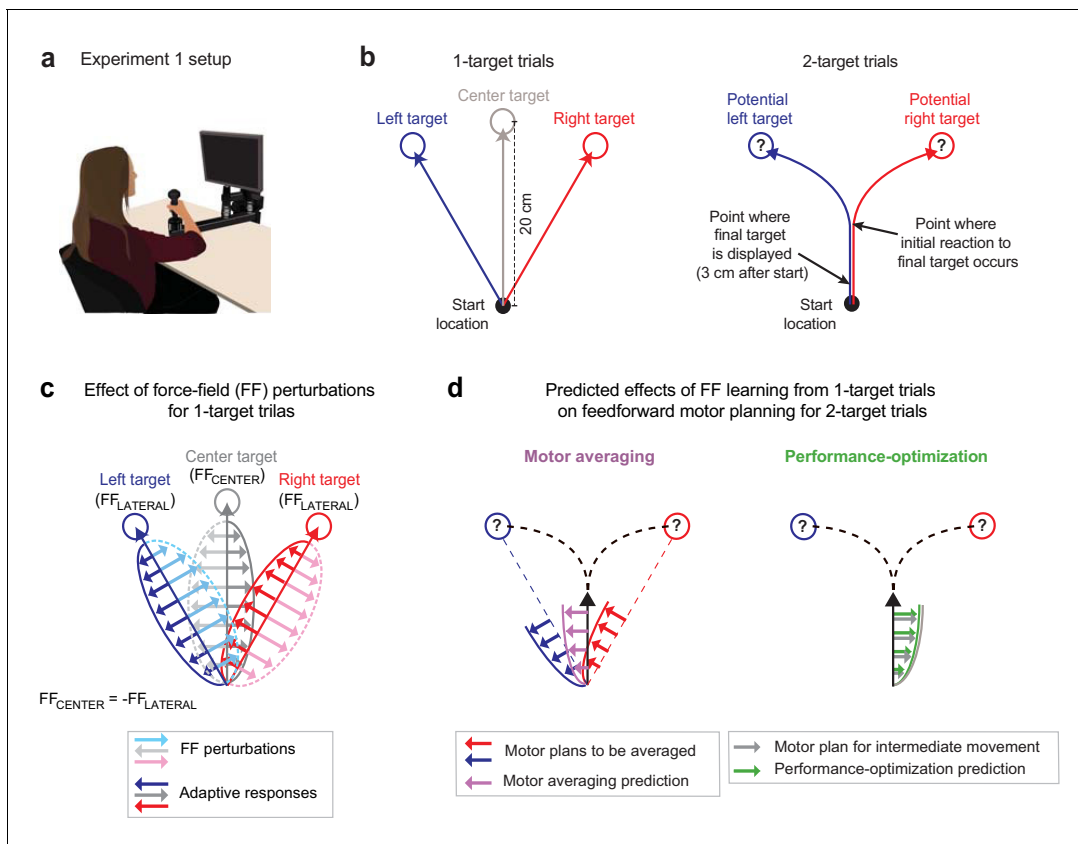 a Experiment 1 setup
b
1-target trials
Center target
Left target
Right target
20 cm
Start
location
2-target trials
Potential
left target
Potential
right target
?
?
Point where
final target
is displayed
(3 cm after start)
Point where
initial reaction to
final target occurs
Start
location
c Effect of force-field (FF) perturbations
for 1-target trilas
Center target
(FFCENTER)
Left target
(FFLATERAL)
Right target
(FFLATERAL)
FFCENTER = -FFLATERAL
FF perturbations
Adaptive responses
d Predicted effects of FF learning from 1-target trials
on feedforward motor planning for 2-target trials
Motor averaging
?
?
Motor plans to be averaged
Motor averaging prediction
Performance-optimization
?
?
Motor plan for intermediate movement
Performance-optimization prediction